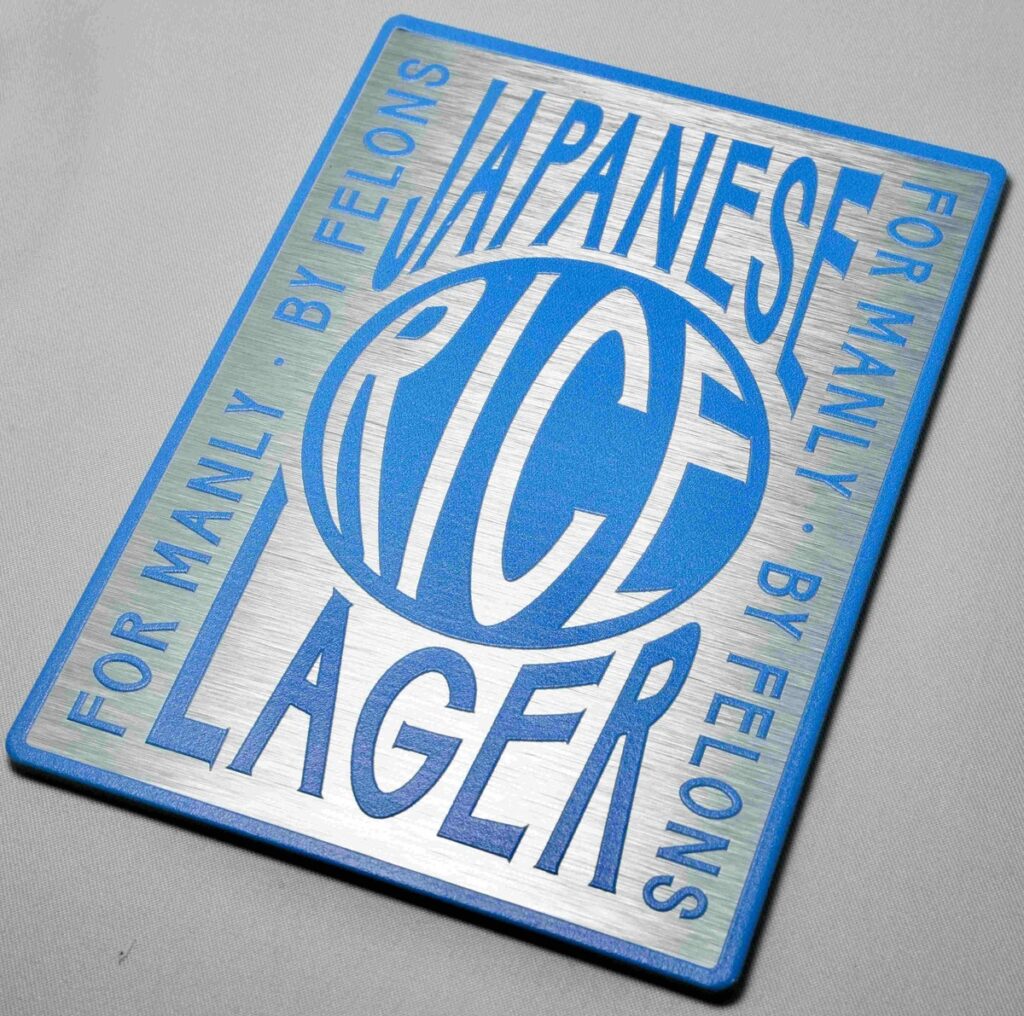 JAPANESE
RICE
LAGER
FOR MANLY · BY FELONS
FOR MANLY · BY FELONS